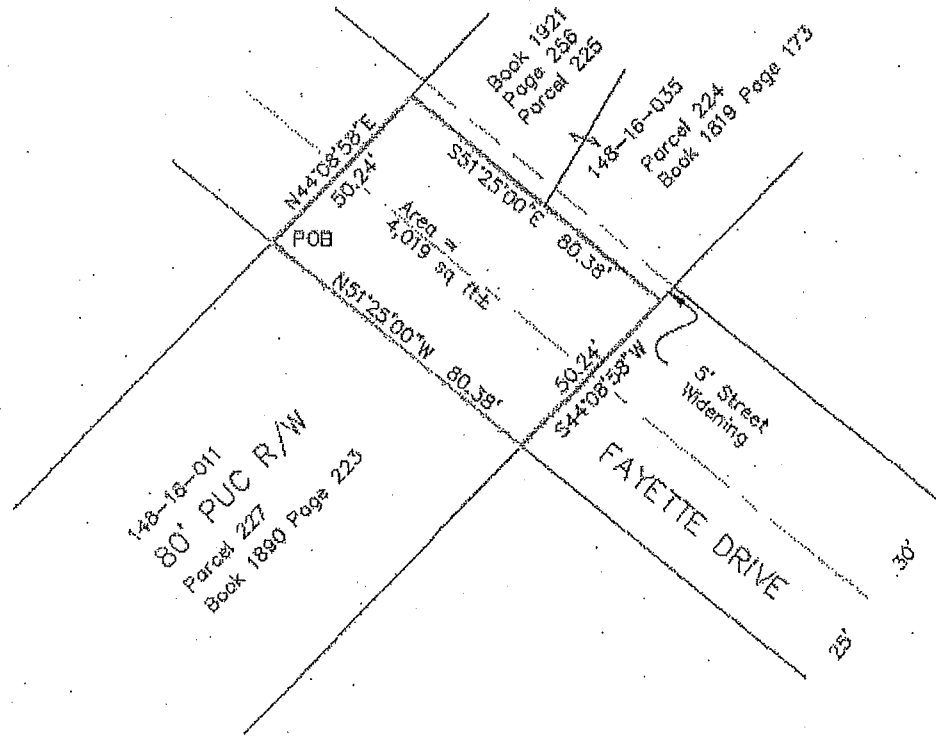 Book 1921
Page 256
Parcel 225
148-16-035
Parcel 224
Book 1819 Page 173
N44°08'58"E
50.24'
S51°25'00"E 80.38'
POB
Area =
4,019 sq ft±
N51°25'00"W 80.38'
50.24'
S44°08'58"W
5' Street
Widening
148-16-011
80' PUC R/W
Parcel 227
Book 1890 Page 223
FAYETTE DRIVE
30'
25'